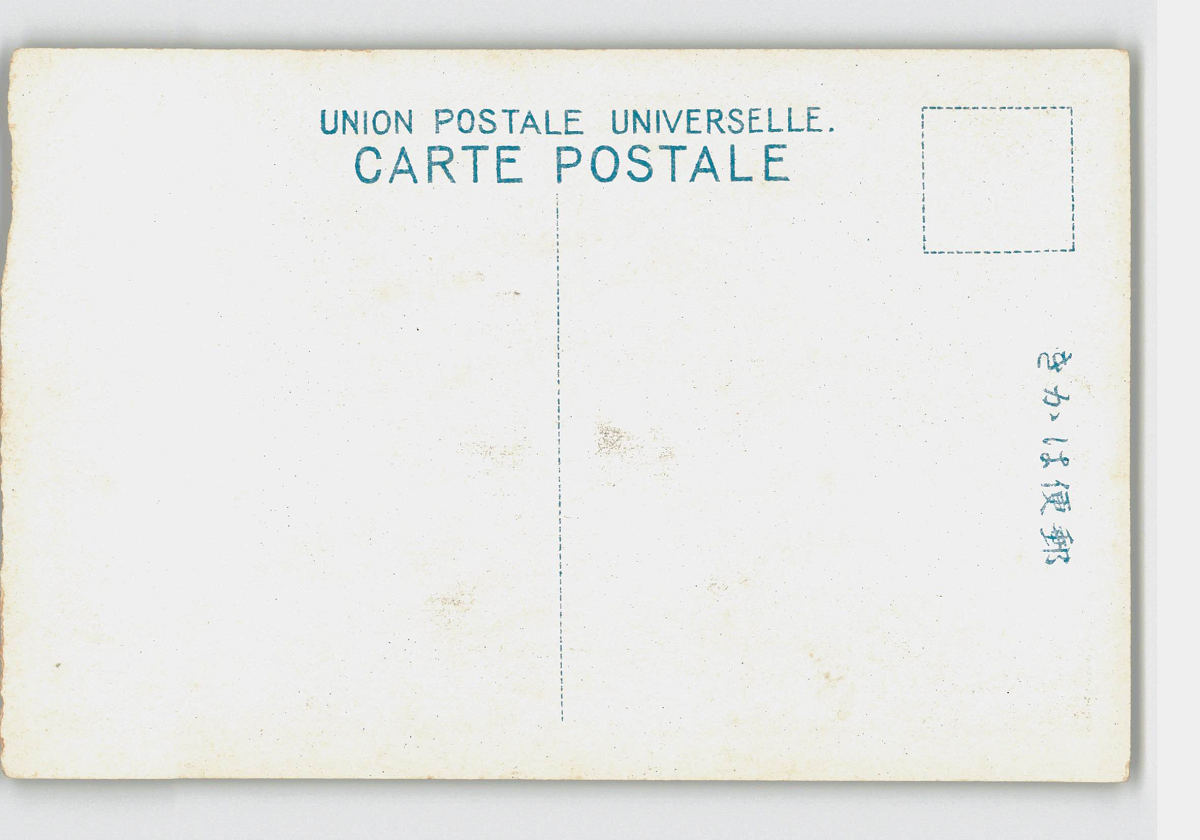 UNION POSTALE UNIVERSELLE.
CARTE POSTALE
郵便はがき